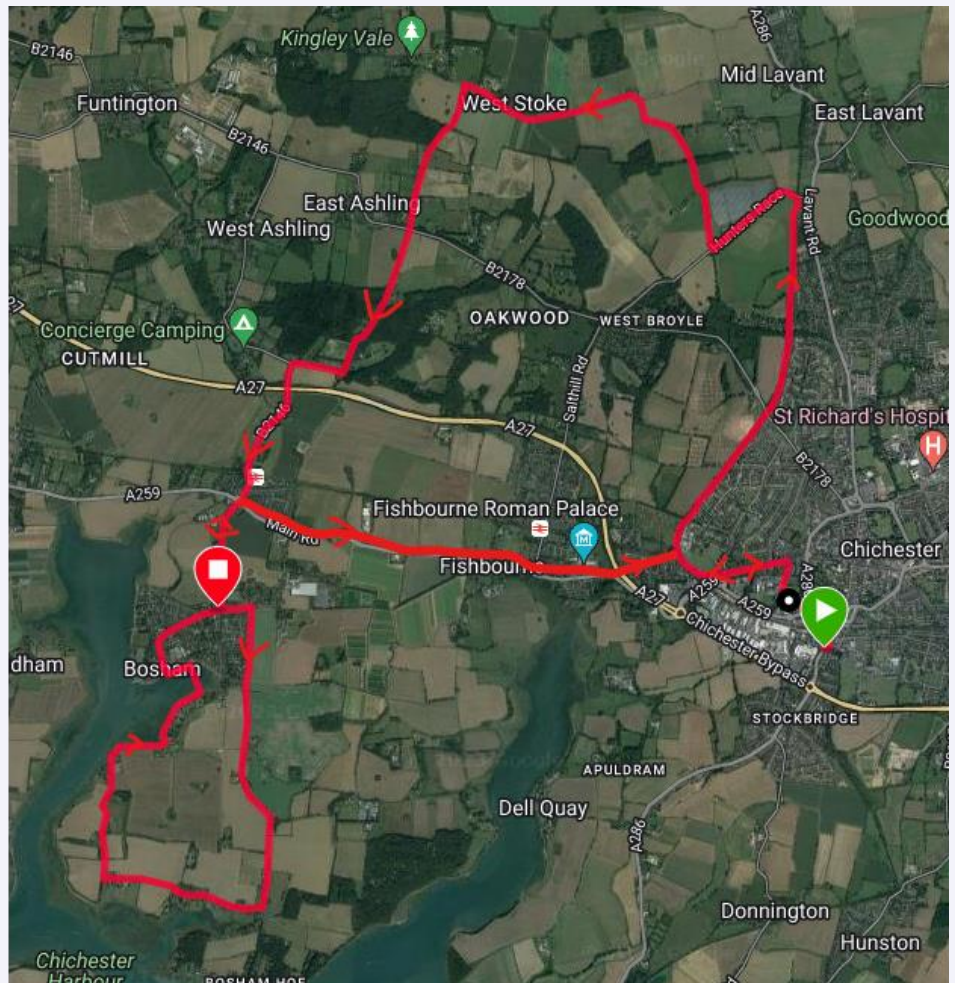 A286
Kingley Vale
B2146
Mid Lavant
Funtington
West Stoke
East Lavant
B2146
East Ashling
Hunters Race
Lavant Rd
Goodwood
West Ashling
B2178
27
OAKWOOD
WEST BROYLE
Concierge Camping
CUTMILL
A27
Salthill Rd
B2146
A27
St Richard's Hospit
H
B2178
A259
Fishbourne Roman Palace
Main Rd
Chichester
Fishbourne
A259
A28
A27
A259
Chichester Bypass
dham
Bosham
STOCKBRIDGE
APULDRAM
Dell Quay
A286
Donnington
Hunston
Chichester
Harbour
BOSHAM HOE